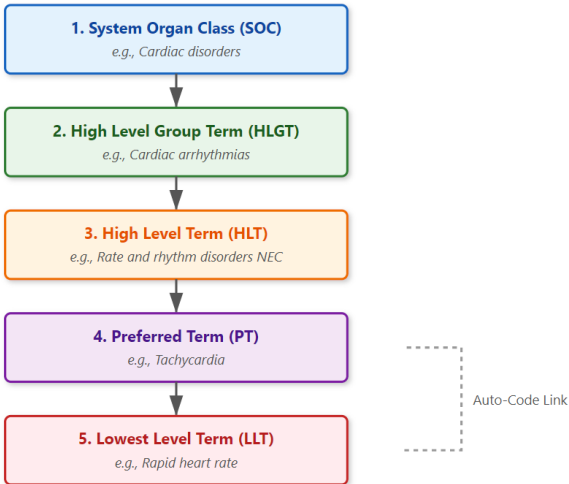 1. System Organ Class (SOC)
e.g., Cardiac disorders
2. High Level Group Term (HLGT)
e.g., Cardiac arrhythmias
3. High Level Term (HLT)
e.g., Rate and rhythm disorders NEC
4. Preferred Term (PT)
e.g., Tachycardia
Auto-Code Link
5. Lowest Level Term (LLT)
e.g., Rapid heart rate